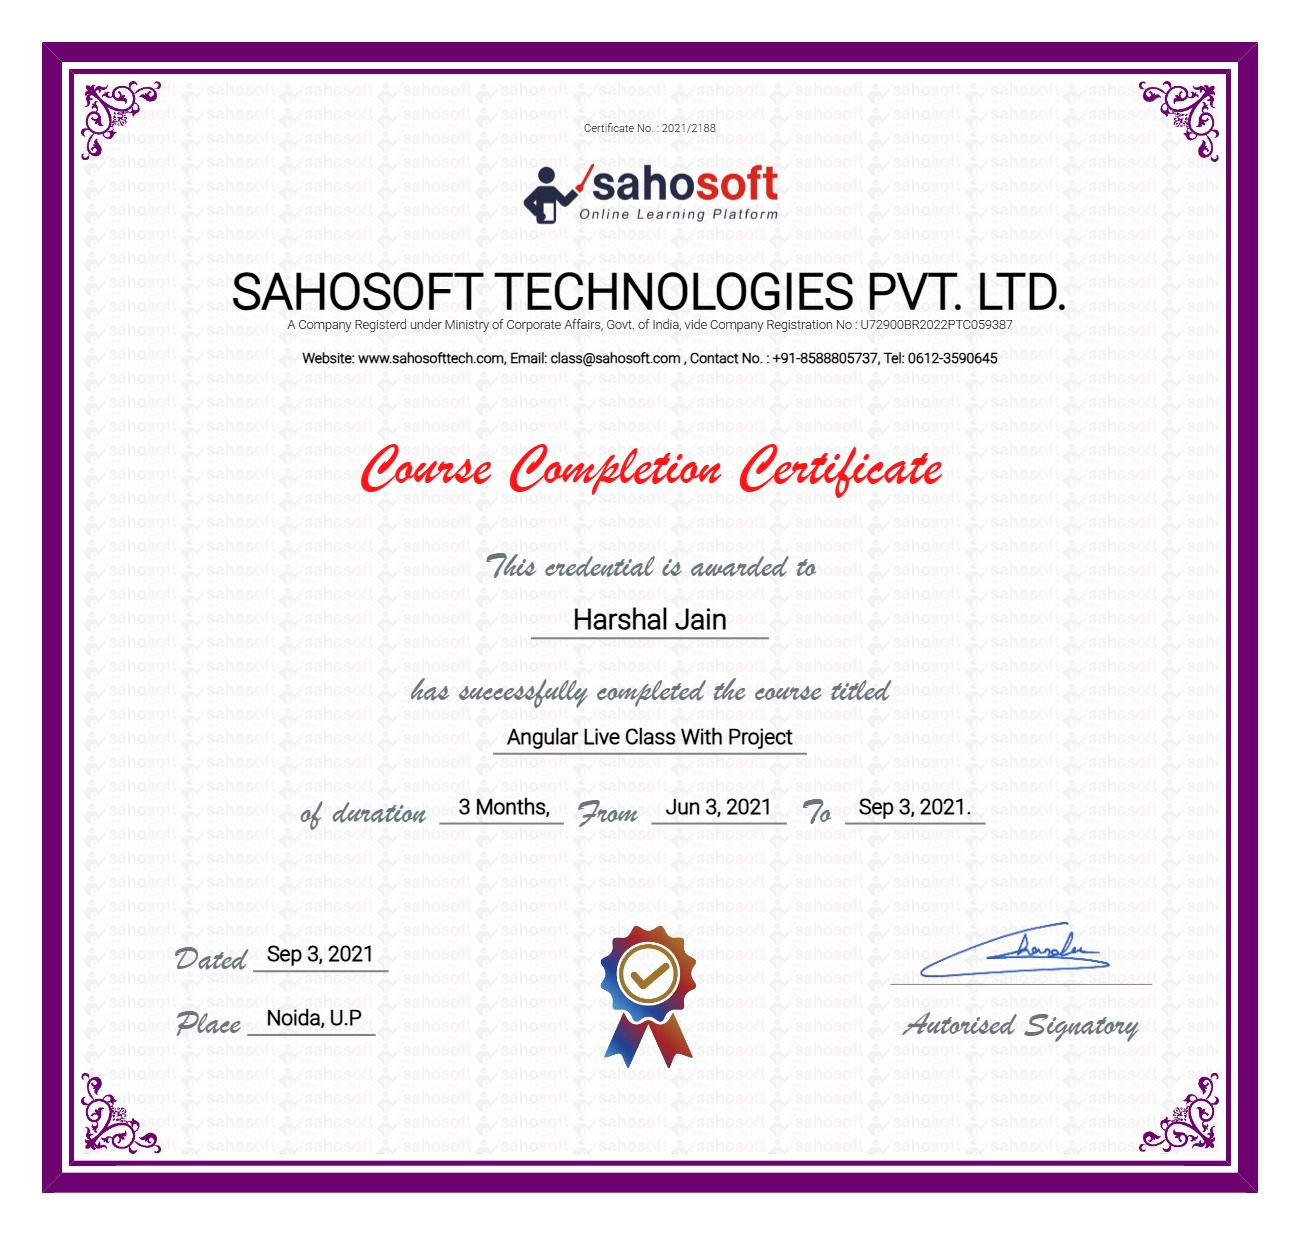 Certificate No. : 2021/2188
sahosoft
Online Learning Platform
SAHOSOFT TECHNOLOGIES PVT. LTD.
A Company Registerd under Ministry of Corporate Affairs, Govt. of India, vide Company Registration No : U72900BR2022PTC059387
Website: www.sahosofttech.com, Email: class@sahosoft.com , Contact No. : +91-8588805737, Tel: 0612-3590645
Course Completion Certificate
This credential is awarded to
Harshal Jain
has successfully completed the course titled
Angular Live Class With Project
of duration 3 Months, From Jun 3, 2021 To Sep 3, 2021.
Dated Sep 3, 2021
Place Noida, U.P
Autorised Signatory